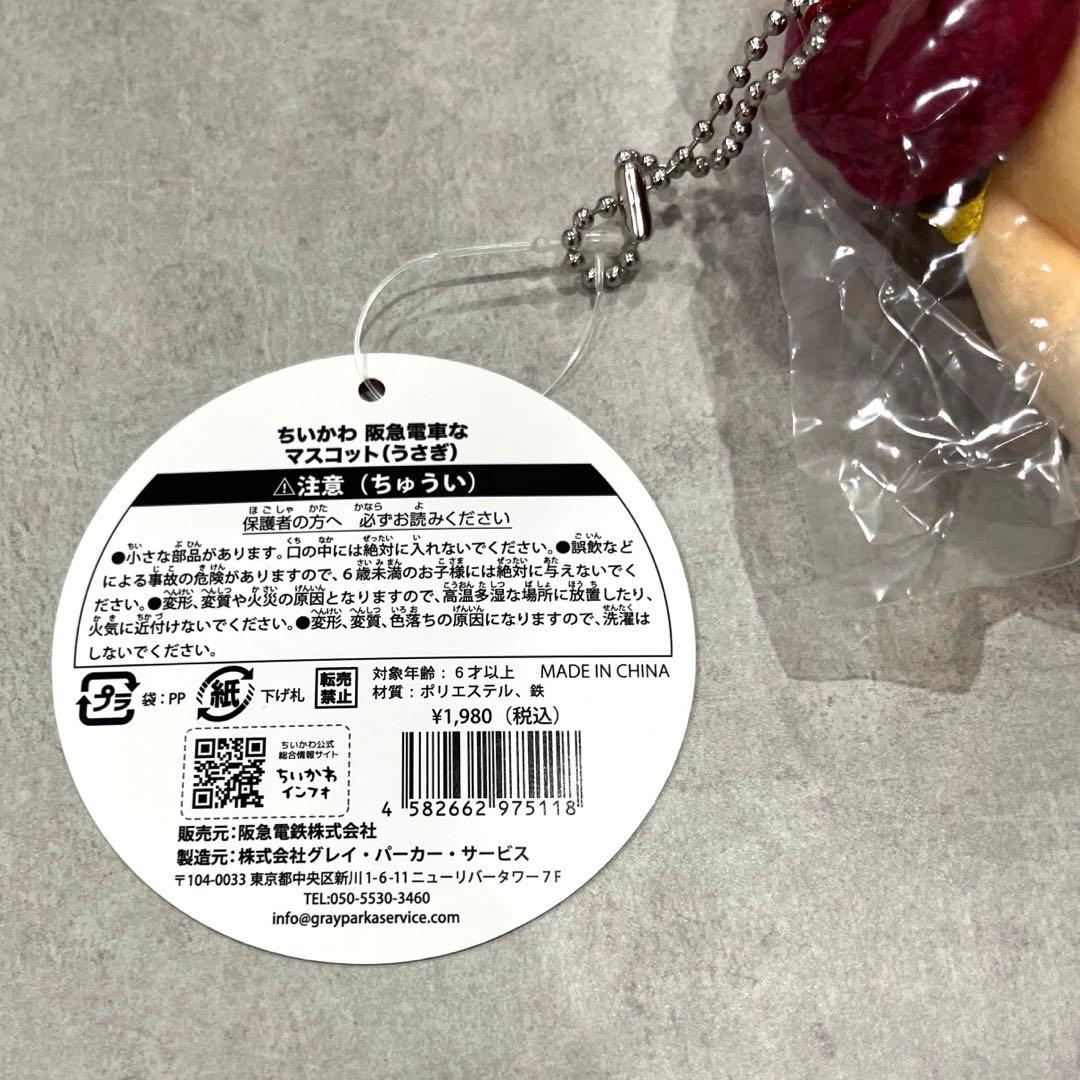 ちいかわ 阪急電車な
マスコット(うさぎ)
⚠注意（ちゅうい）
保護者の方へ 必ずお読みください
●小さな部品があります。口の中には絶対に入れないでください。●誤飲など
による事故の危険がありますので、6歳未満のお子様には絶対に与えないでく
ださい。●変形、変質や火災の原因となりますので、高温多湿な場所に放置したり、
火気に近付けないでください。●変形、変質、色落ちの原因になりますので、洗濯は
しないでください。
プラ 袋：PP 紙 下げ札 転売禁止
対象年齢：6才以上 MADE IN CHINA
材質：ポリエステル、鉄
¥1,980（税込）
ちいかわ公式
総合情報サイト
ちいかわ
インフォ
4 582662 975118
販売元：阪急電鉄株式会社
製造元：株式会社グレイ・パーカー・サービス
〒104-0033 東京都中央区新川1-6-11ニューリバータワー7F
TEL:050-5530-3460
info@grayparkaservice.com